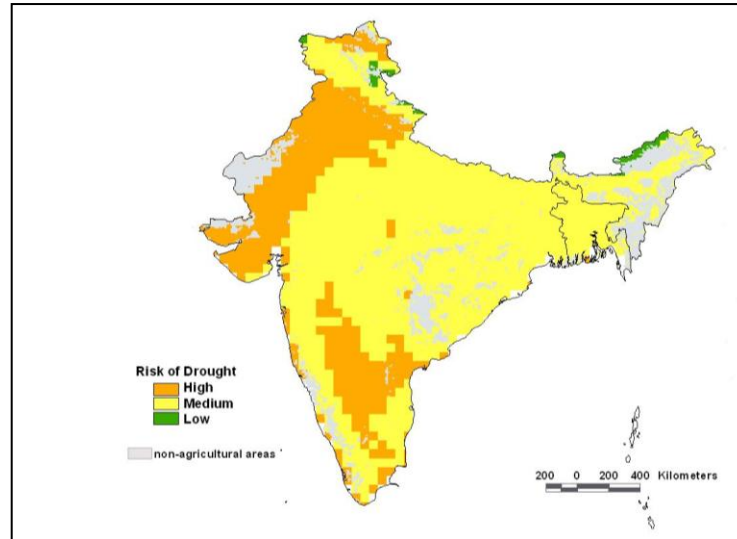 Risk of Drought
High
Medium
Low
non-agricultural areas
200 0 200 400 Kilometers